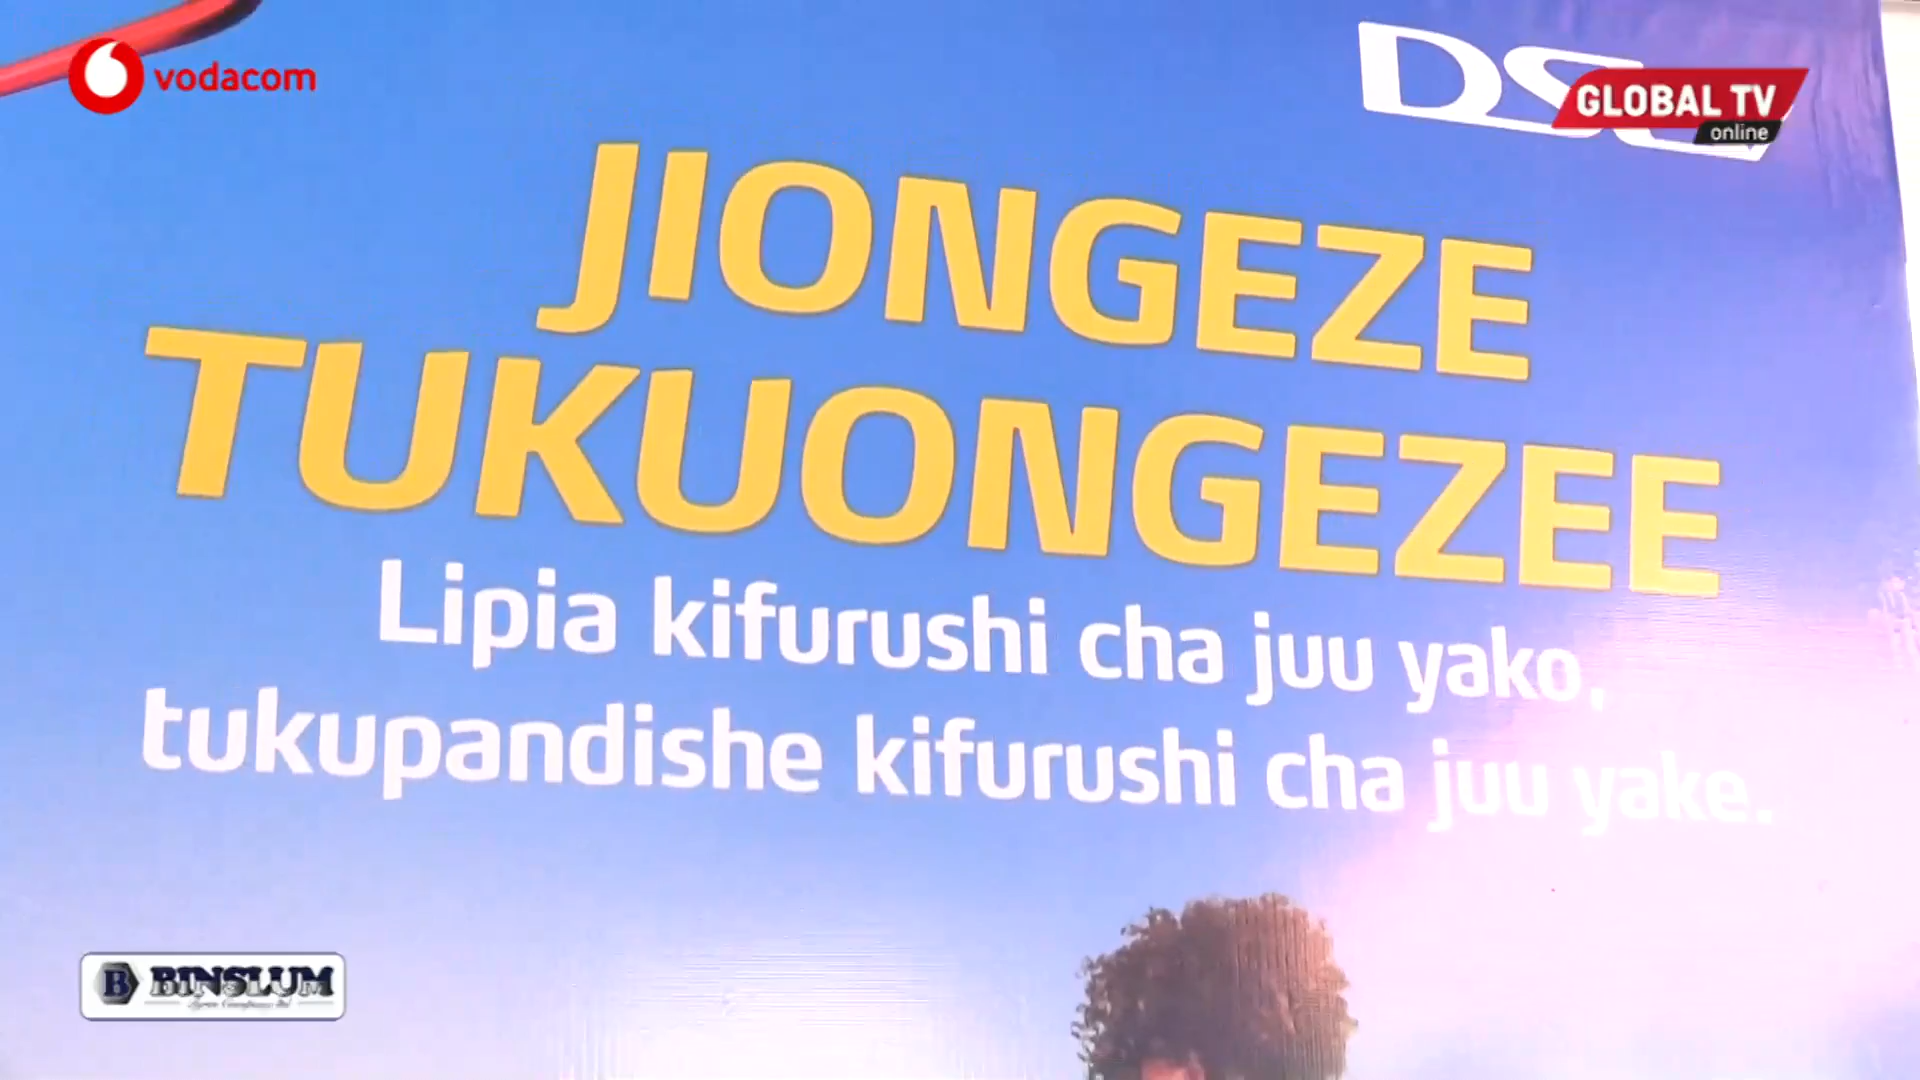 vodacom
GLOBAL TV
online
JIONGEZE
TUKUONGEZEE
Lipia kifurushi cha juu yako,
tukupandishe kifurushi cha juu yake.
B BINSLUM